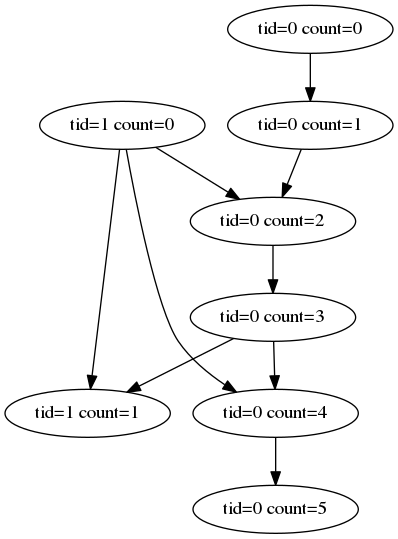 tid=0 count=0
tid=1 count=0
tid=0 count=1
tid=0 count=2
tid=0 count=3
tid=1 count=1
tid=0 count=4
tid=0 count=5